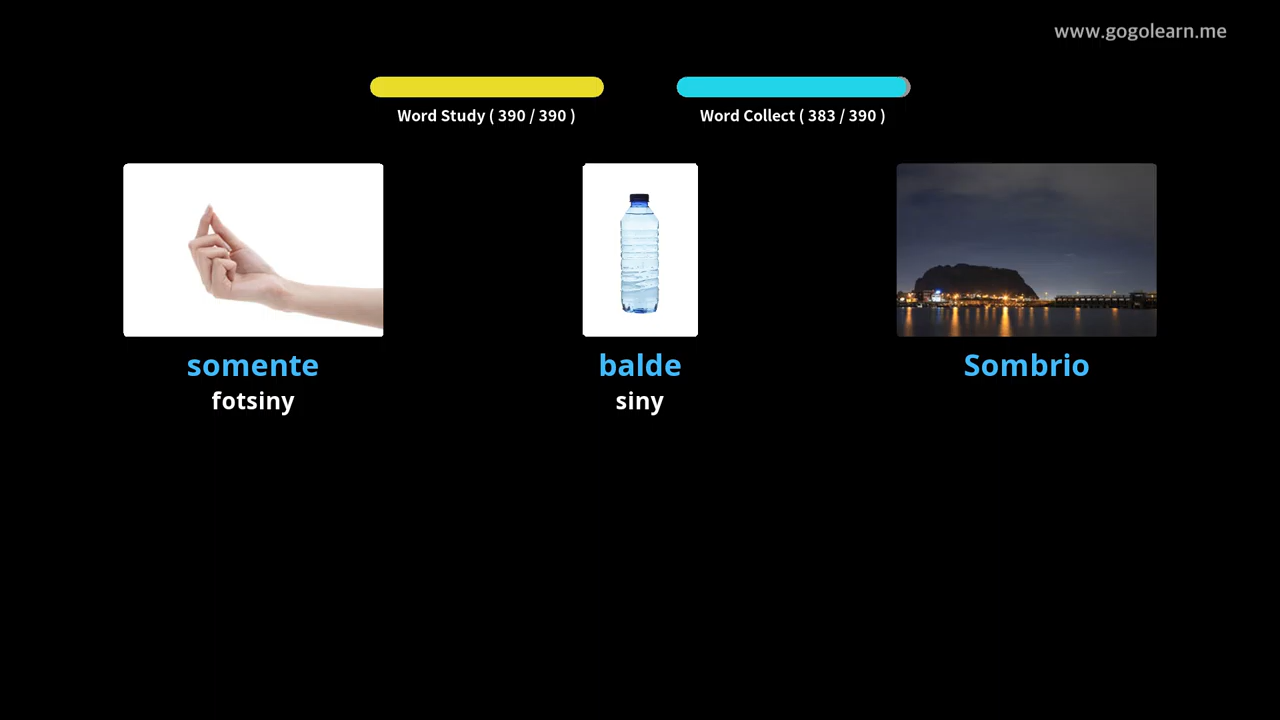 www.gogolearn.me
Word Study ( 390 / 390 )
Word Collect ( 383 / 390 )
somente
fotsiny
balde
siny
Sombrio